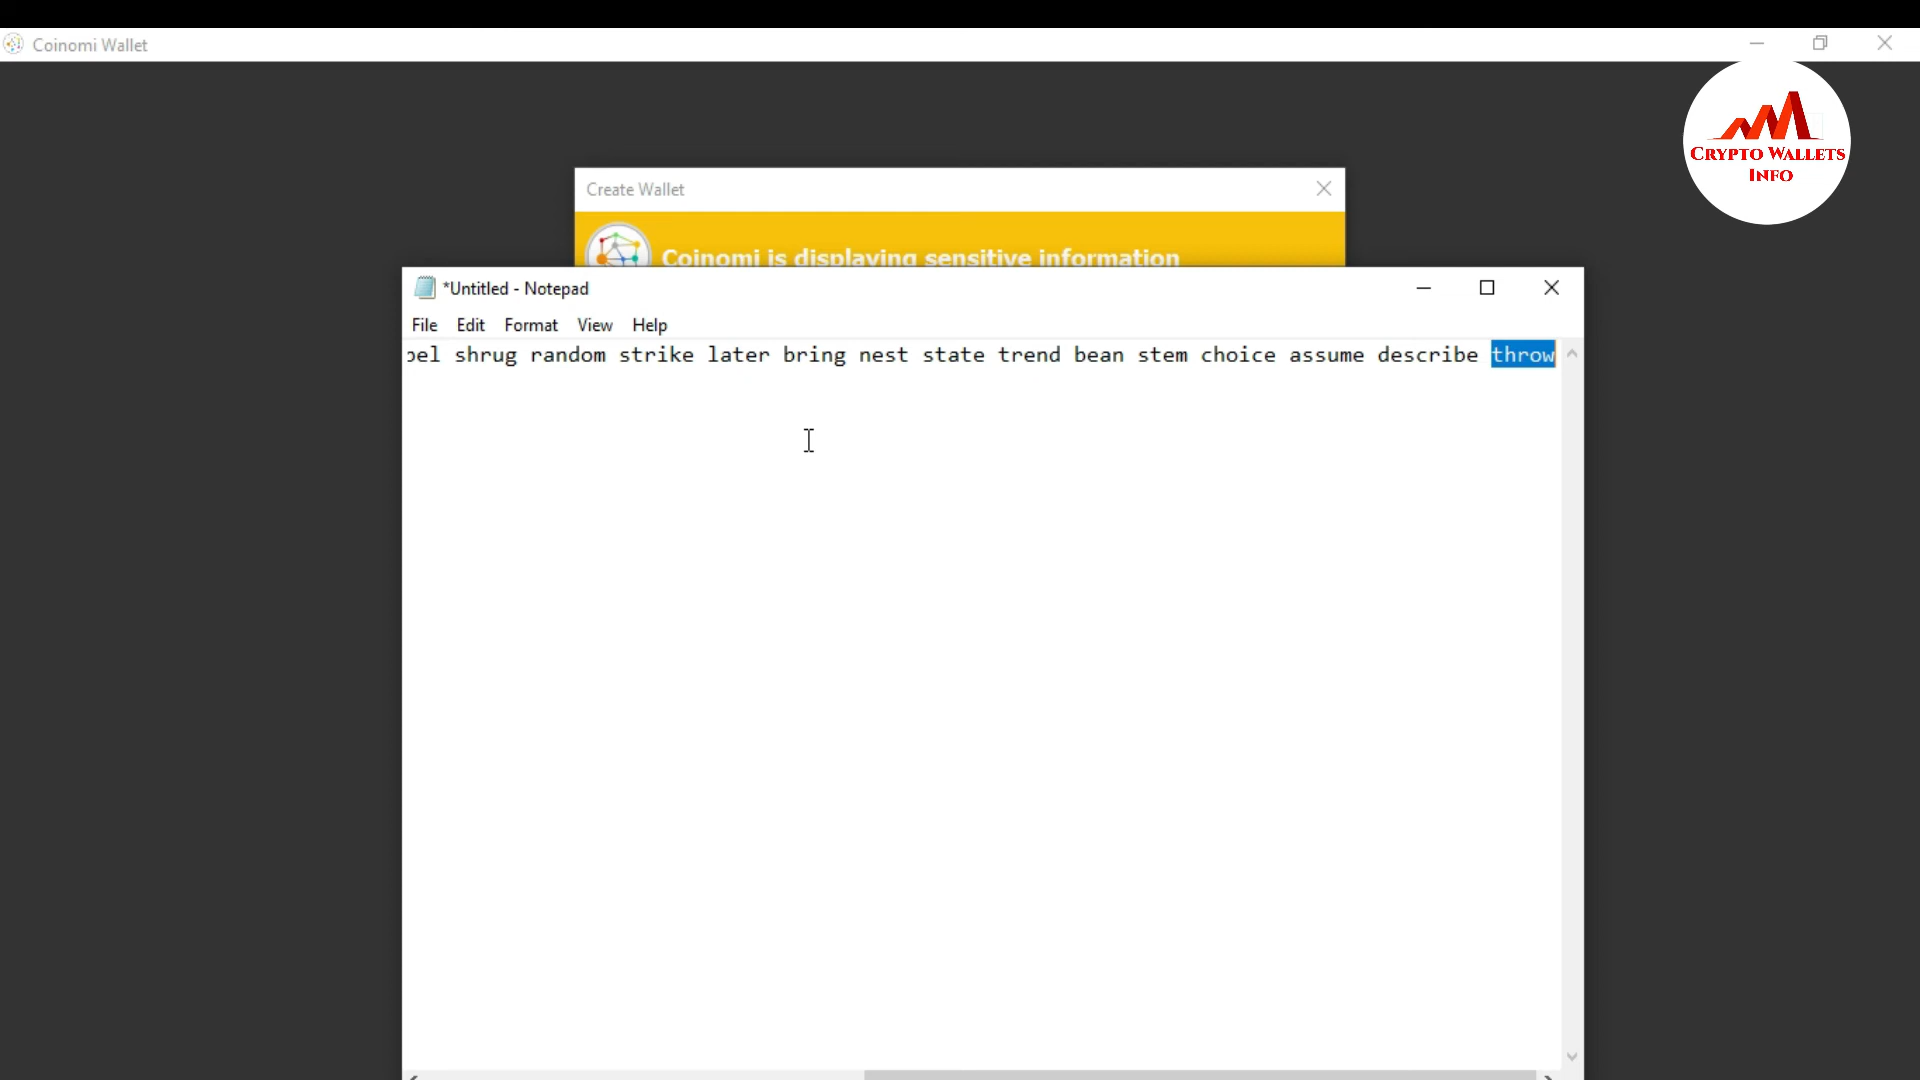 Coinomi Wallet
CRYPTO WALLETS
INFO
Create Wallet
Coinomi is displaying sensitive information
*Untitled - Notepad
File Edit Format View Help
shrug random strike later bring nest state trend bean stem choice assume describe throw